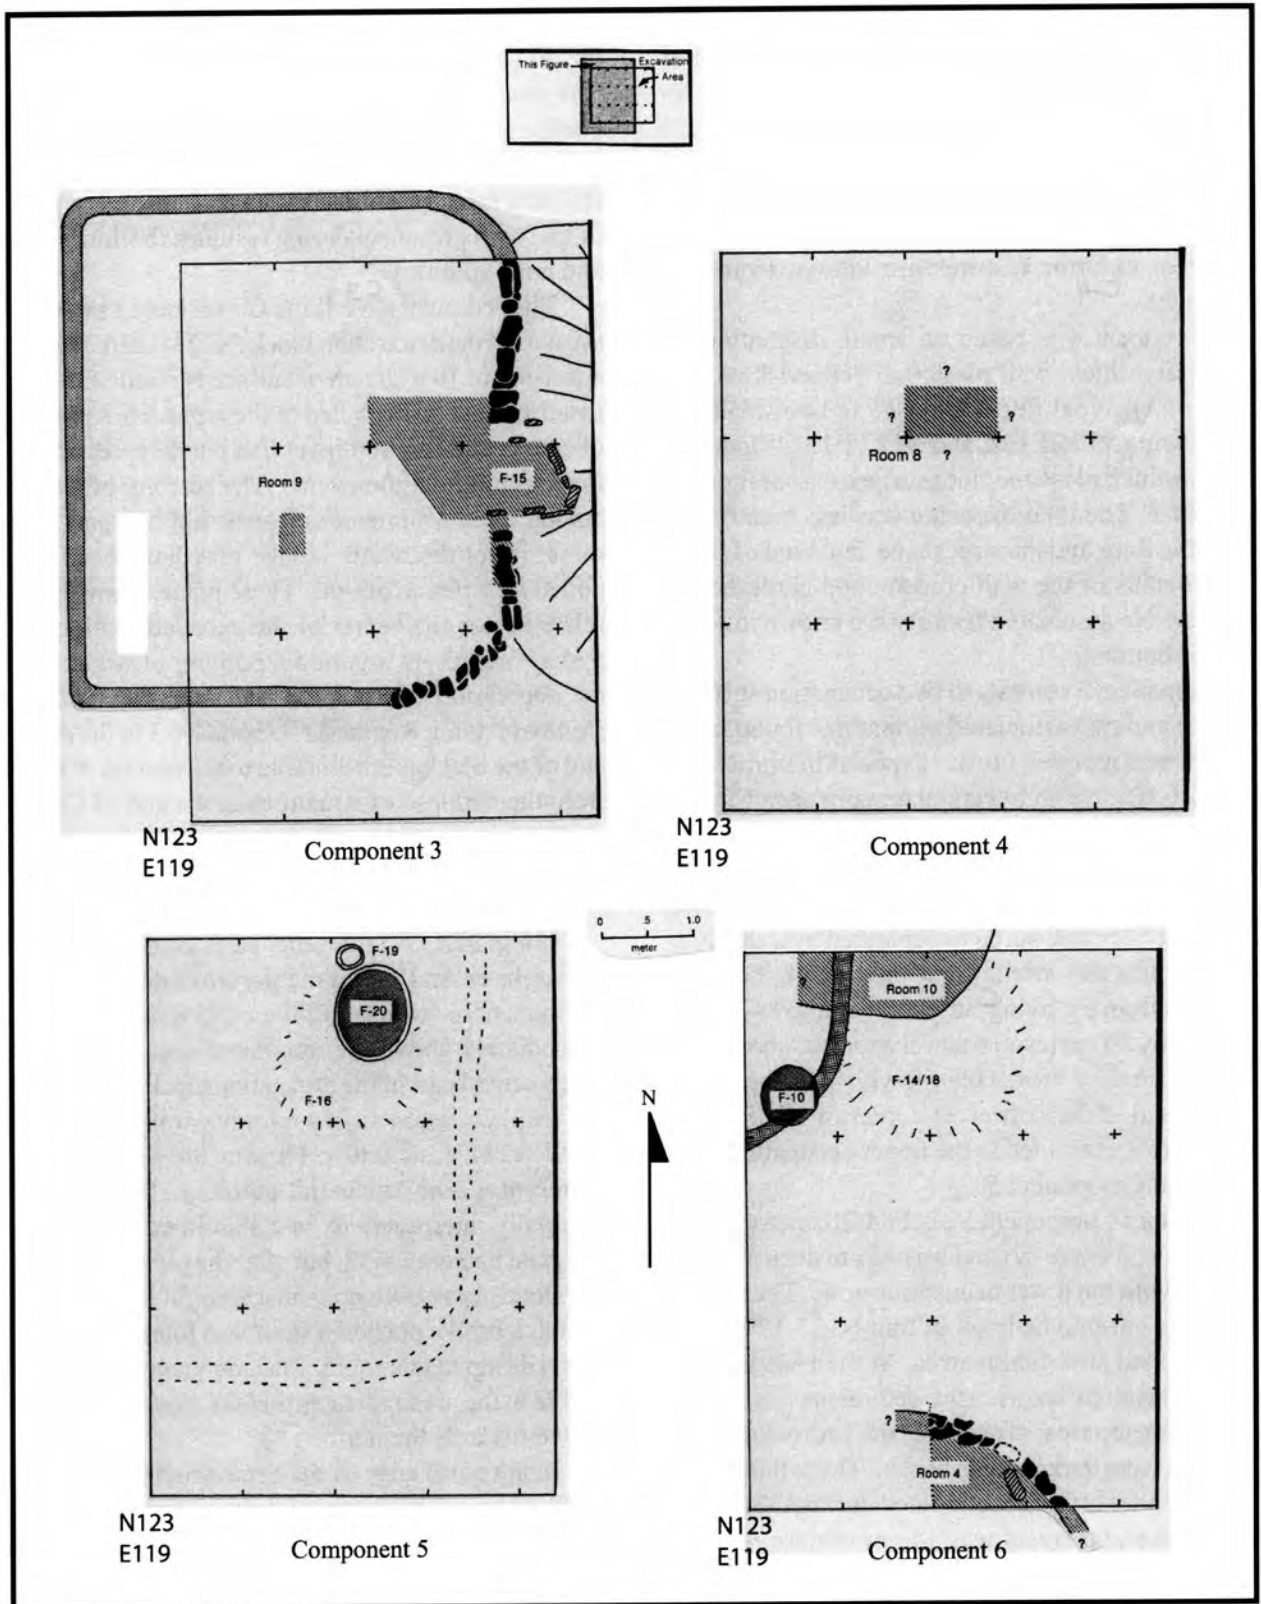 This Figure
Excavation
Area
Room 9
F-15
N123
E119
Component 3
?
?
?
Room 8
?
N123
E119
Component 4
0 .5 1.0
meter
F-19
F-20
F-16
N123
E119
Component 5
N
?
Room 10
F-10
F-14/18
?
Room 4
?
N123
E119
Component 6